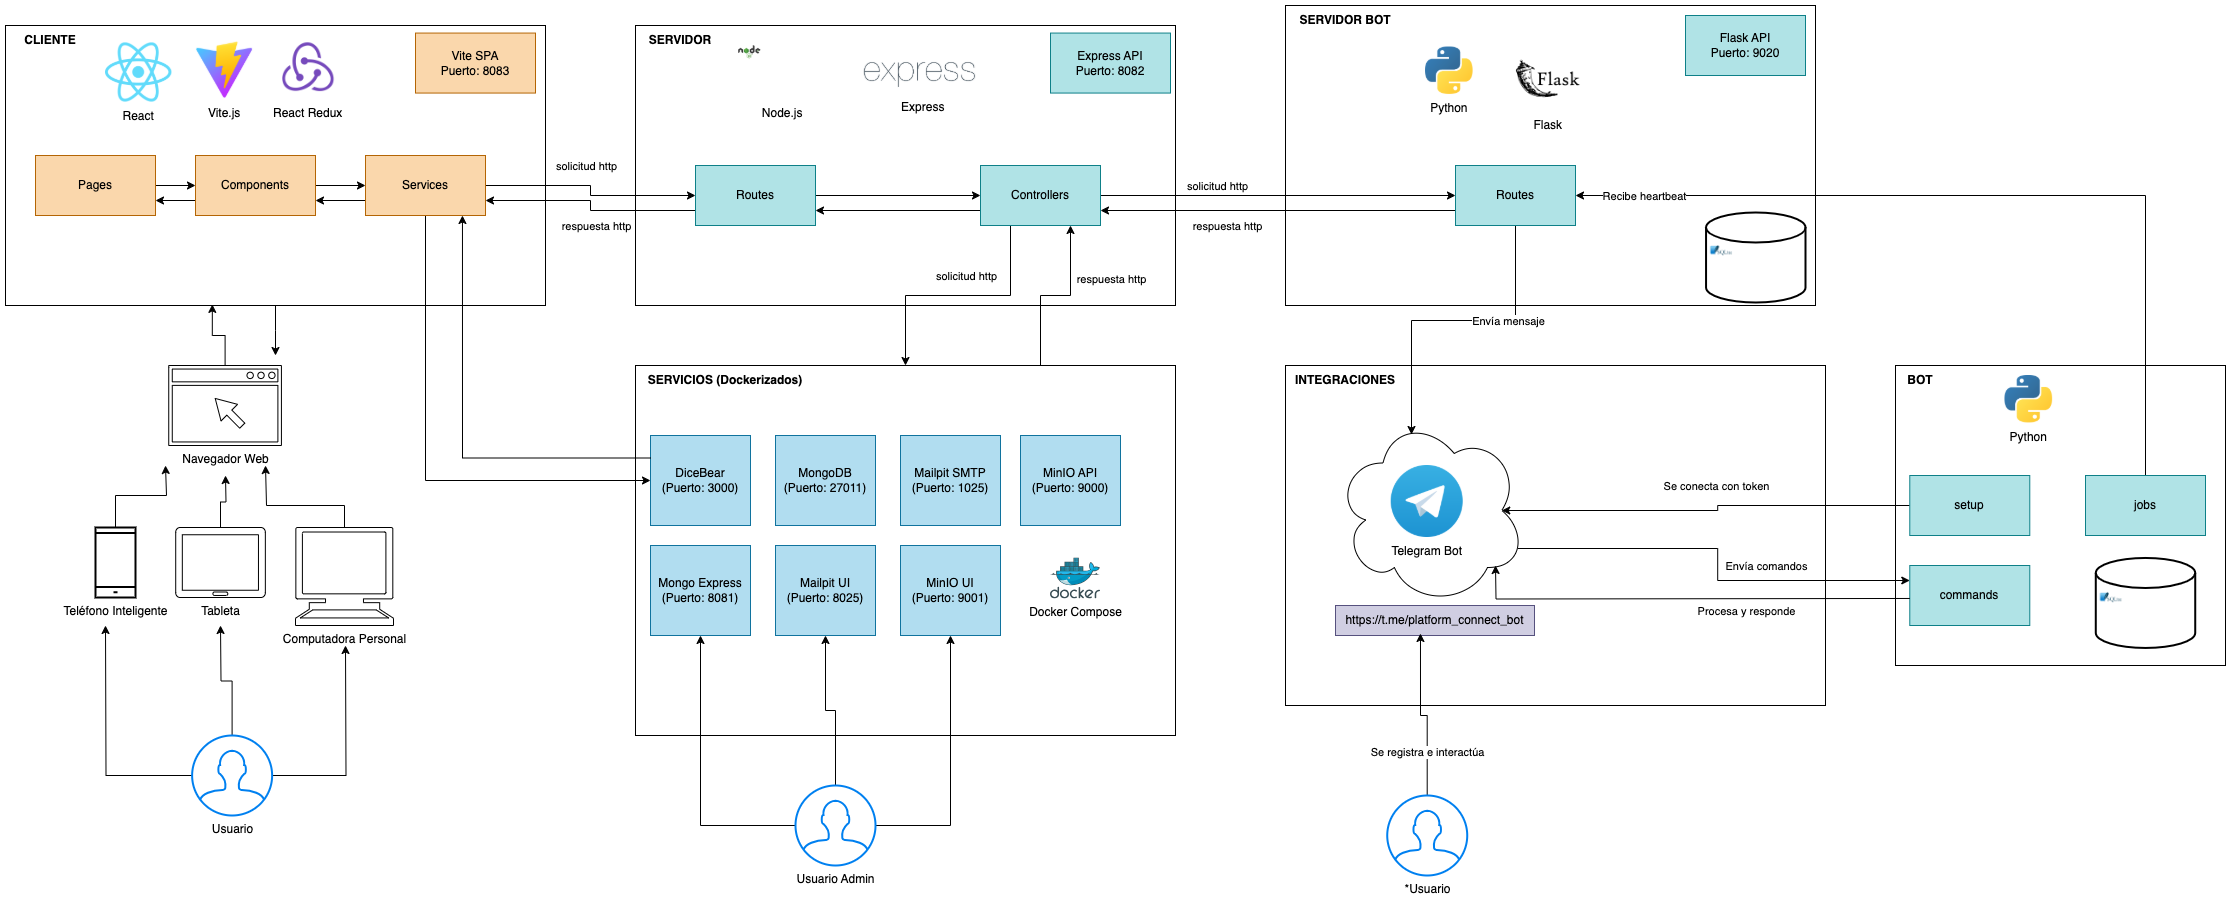 CLIENTE
Vite SPA
Puerto: 8083
React
Vite.js
React Redux
Pages
Components
Services
solicitud http
respuesta http
SERVIDOR
node
express
Express API
Puerto: 8082
Node.js
Express
Routes
Controllers
solicitud http
respuesta http
solicitud http
respuesta http
SERVIDOR BOT
Flask API
Puerto: 9020
Python
Flask
Flask
Routes
Recibe heartbeat
Envía mensaje
Navegador Web
Teléfono Inteligente
Tableta
Computadora Personal
Usuario
SERVICIOS (Dockerizados)
DiceBear
(Puerto: 3000)
MongoDB
(Puerto: 27011)
Mailpit SMTP
(Puerto: 1025)
MinIO API
(Puerto: 9000)
Mongo Express
(Puerto: 8081)
Mailpit UI
(Puerto: 8025)
MinIO UI
(Puerto: 9001)
docker
Docker Compose
Usuario Admin
INTEGRACIONES
Telegram Bot
https://t.me/platform_connect_bot
Se conecta con token
Envía comandos
Procesa y responde
Se registra e interactúa
*Usuario
BOT
Python
setup
jobs
commands